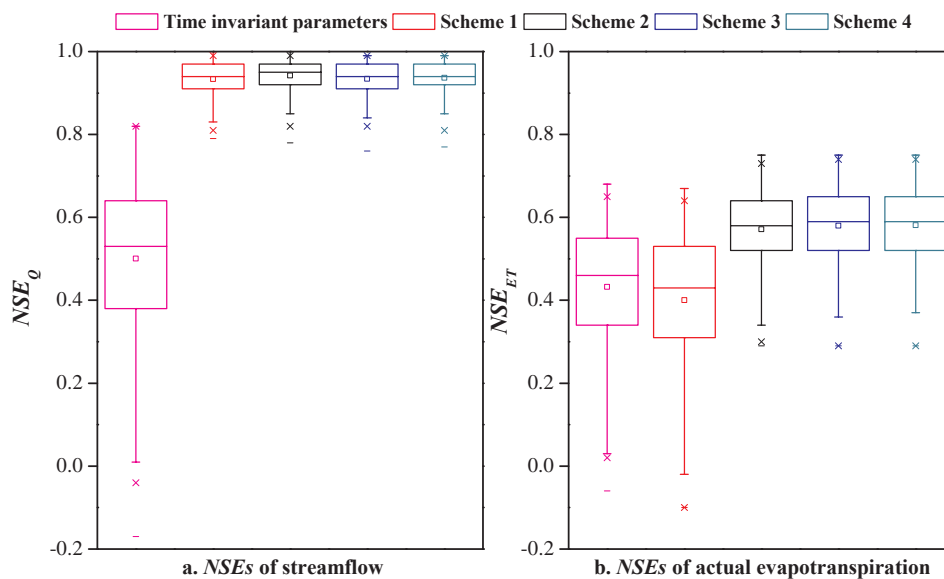 Time invariant parameters Scheme 1 Scheme 2 Scheme 3 Scheme 4
1.0
0.8
0.6
0.4
0.2
0.0
-0.2
NSE_Q
a. NSEs of streamflow
1.0
0.8
0.6
0.4
0.2
0.0
-0.2
NSE_ET
b. NSEs of actual evapotranspiration